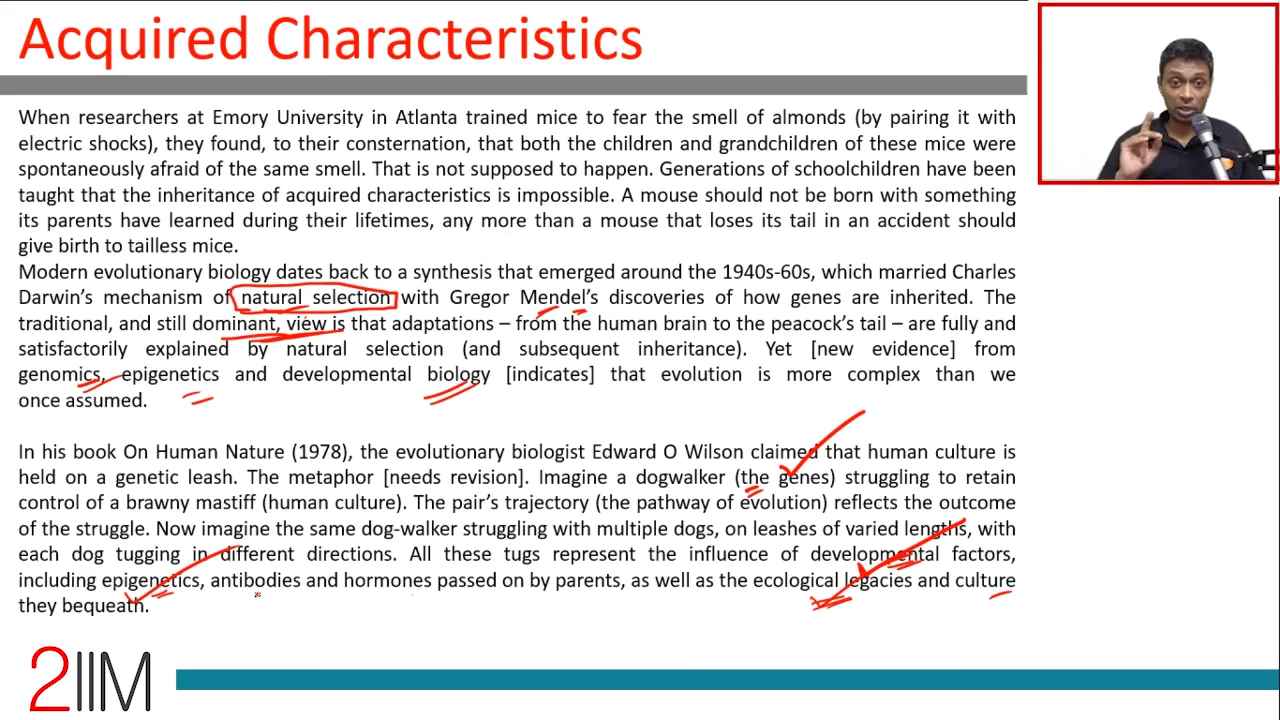 Acquired Characteristics
When researchers at Emory University in Atlanta trained mice to fear the smell of almonds (by pairing it with
electric shocks), they found, to their consternation, that both the children and grandchildren of these mice were
spontaneously afraid of the same smell. That is not supposed to happen. Generations of schoolchildren have been
taught that the inheritance of acquired characteristics is impossible. A mouse should not be born with something
its parents have learned during their lifetimes, any more than a mouse that loses its tail in an accident should
give birth to tailless mice.
Modern evolutionary biology dates back to a synthesis that emerged around the 1940s-60s, which married Charles
Darwin’s mechanism of natural selection with Gregor Mendel’s discoveries of how genes are inherited. The
traditional, and still dominant, view is that adaptations – from the human brain to the peacock’s tail – are fully and
satisfactorily explained by natural selection (and subsequent inheritance). Yet [new evidence] from
genomics, epigenetics and developmental biology [indicates] that evolution is more complex than we
once assumed.
In his book On Human Nature (1978), the evolutionary biologist Edward O Wilson claimed that human culture is
held on a genetic leash. The metaphor [needs revision]. Imagine a dogwalker (the genes) struggling to retain
control of a brawny mastiff (human culture). The pair’s trajectory (the pathway of evolution) reflects the outcome
of the struggle. Now imagine the same dog-walker struggling with multiple dogs, on leashes of varied lengths, with
each dog tugging in different directions. All these tugs represent the influence of developmental factors,
including epigenetics, antibodies and hormones passed on by parents, as well as the ecological legacies and culture
they bequeath.
2IIM